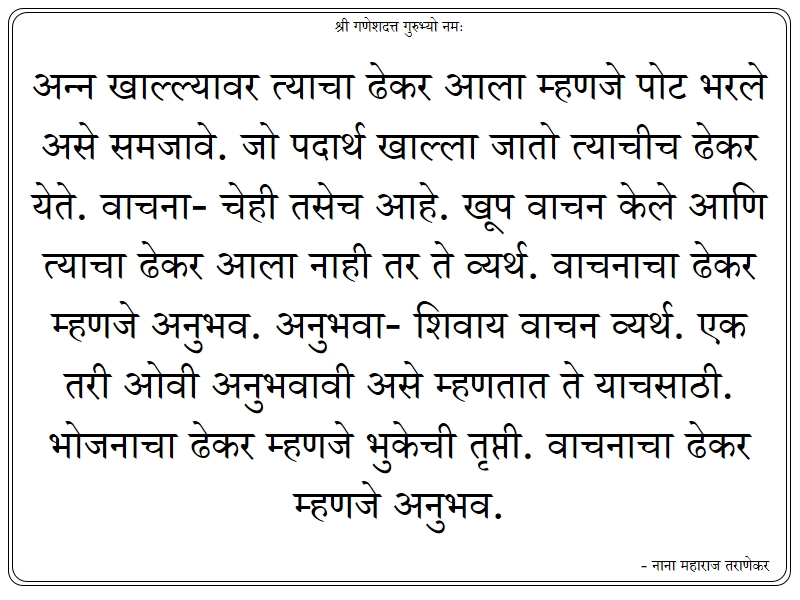 श्री गणेशदत्त गुरुभ्यो नमः
अन्न खाल्ल्यावर त्याचा ढेकर आला म्हणजे पोट भरले
असे समजावे. जो पदार्थ खाल्ला जातो त्याचीच ढेकर
येते. वाचना- चेही तसेच आहे. खूप वाचन केले आणि
त्याचा ढेकर आला नाही तर ते व्यर्थ. वाचनाचा ढेकर
म्हणजे अनुभव. अनुभवा- शिवाय वाचन व्यर्थ. एक
तरी ओवी अनुभवावी असे म्हणतात ते याचसाठी.
भोजनाचा ढेकर म्हणजे भुकेची तृप्ती. वाचनाचा ढेकर
म्हणजे अनुभव.
- नाना महाराज तराणेकर